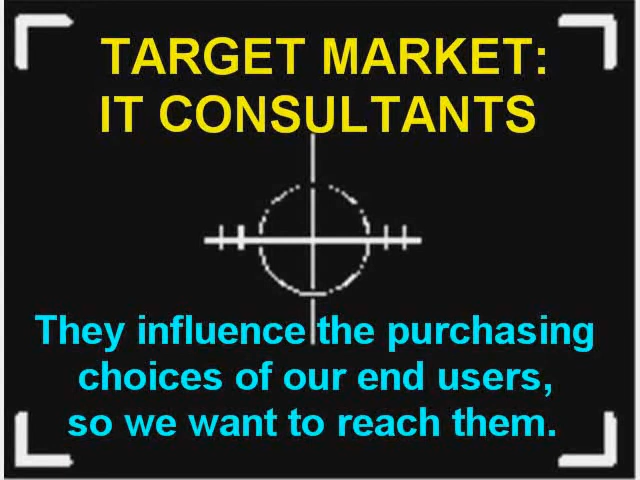 TARGET MARKET:
IT CONSULTANTS
They influence the purchasing
choices of our end users,
so we want to reach them.